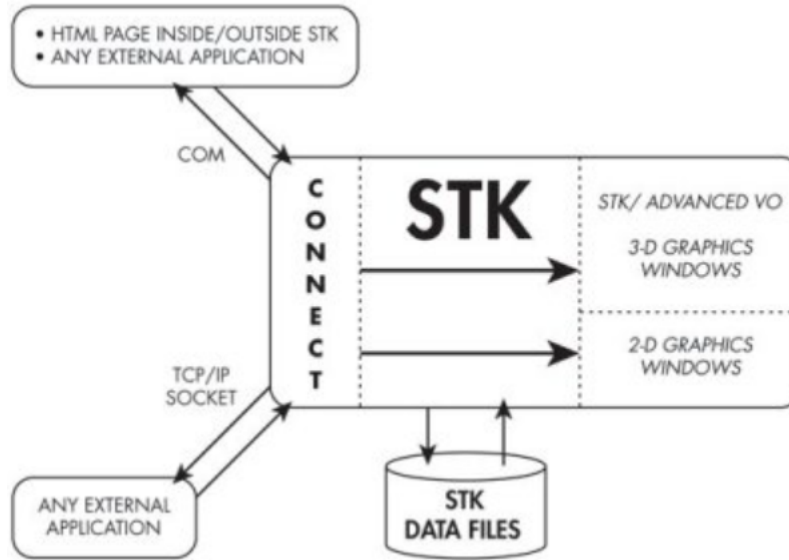 • HTML PAGE INSIDE/OUTSIDE STK
• ANY EXTERNAL APPLICATION
COM
CONNECT
STK
STK/ ADVANCED VO
3-D GRAPHICS
WINDOWS
2-D GRAPHICS
WINDOWS
TCP/IP
SOCKET
ANY EXTERNAL
APPLICATION
STK
DATA FILES